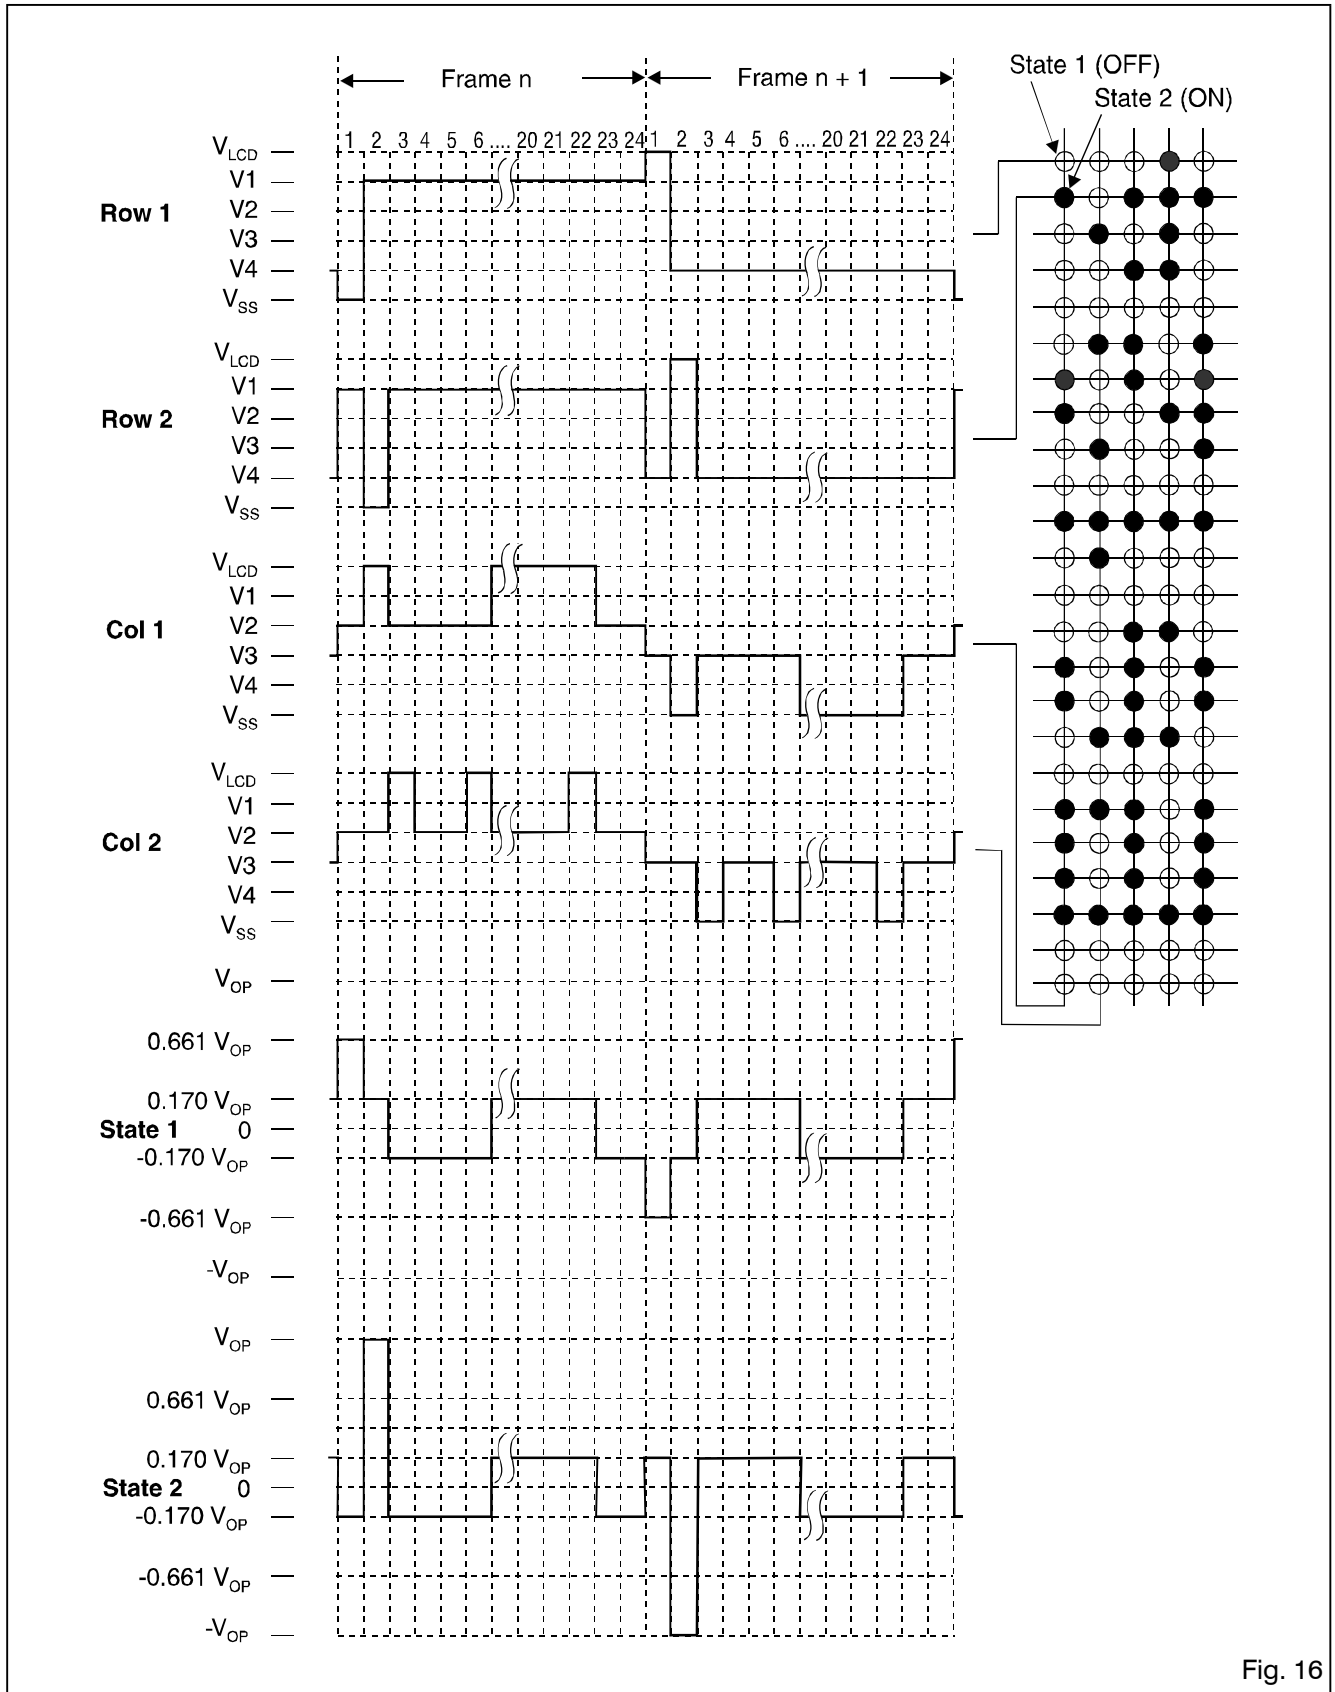 Frame n
Frame n + 1
State 1 (OFF)
State 2 (ON)
1 2 3 4 5 6 .... 20 21 22 23 24 1 2 3 4 5 6 .... 20 21 22 23 24
Row 1
VLCD
V1
V2
V3
V4
VSS
Row 2
VLCD
V1
V2
V3
V4
VSS
Col 1
VLCD
V1
V2
V3
V4
VSS
Col 2
VLCD
V1
V2
V3
V4
VSS
VOP
0.661 VOP
0.170 VOP
State 1 0
-0.170 VOP
-0.661 VOP
-VOP
VOP
0.661 VOP
0.170 VOP
State 2 0
-0.170 VOP
-0.661 VOP
-VOP
Fig. 16